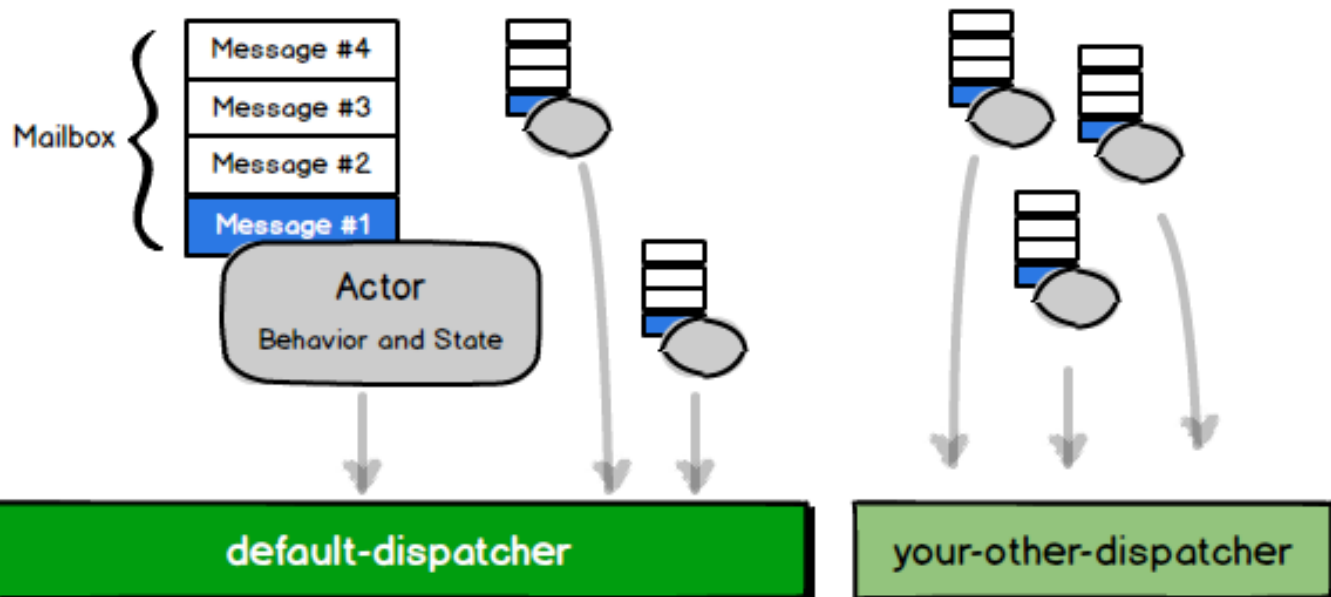 Mailbox
Message #4
Message #3
Message #2
Message #1
Actor
Behavior and State
default-dispatcher
your-other-dispatcher